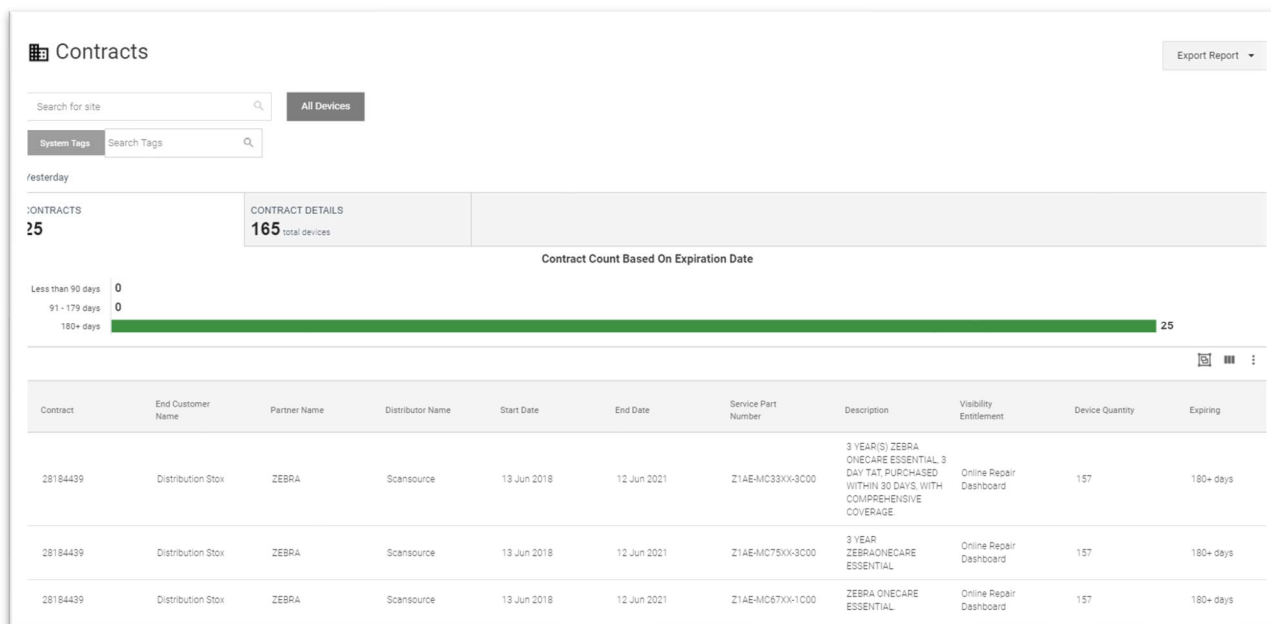 Contracts
Export Report
Search for site
All Devices
System Tags
Search Tags
Yesterday
CONTRACTS
CONTRACT DETAILS
25
165 total devices
Contract Count Based On Expiration Date
Less than 90 days 0
91 - 179 days 0
180+ days 25
Contract
End Customer
Name
Partner Name
Distributor Name
Start Date
End Date
Service Part
Number
Description
Visibility
Entitlement
Device Quantity
Expiring
28184439
Distribution Stox
ZEBRA
Scansource
13 Jun 2018
12 Jun 2021
Z1AE-MC33XX-3C00
3 YEAR(S) ZEBRA
ONECARE ESSENTIAL, 3
DAY TAT, PURCHASED
WITHIN 30 DAYS, WITH
COMPREHENSIVE
COVERAGE.
Online Repair
Dashboard
157
180+ days
28184439
Distribution Stox
ZEBRA
Scansource
13 Jun 2018
12 Jun 2021
Z1AE-MC75XX-3C00
3 YEAR
ZEBRAONECARE
ESSENTIAL
Online Repair
Dashboard
157
180+ days
28184439
Distribution Stox
ZEBRA
Scansource
13 Jun 2018
12 Jun 2021
Z1AE-MC67XX-1C00
ZEBRA ONECARE
ESSENTIAL.
Online Repair
Dashboard
157
180+ days